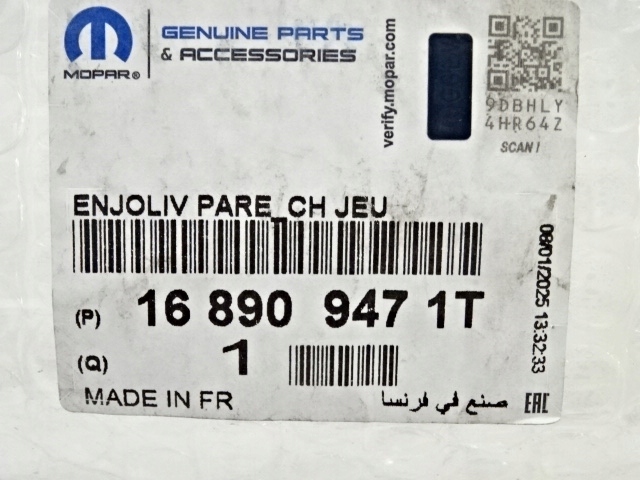 MOPAR®
GENUINE PARTS
& ACCESSORIES
verify.mopar.com
9DBHLY
4HR64Z
SCAN!
ENJOLIV PARE_CH JEU
(P) 16 890 947 1T
(Q) 1
08/01/2025 13:32:33
MADE IN FR
صنع في فرنسا
EAC